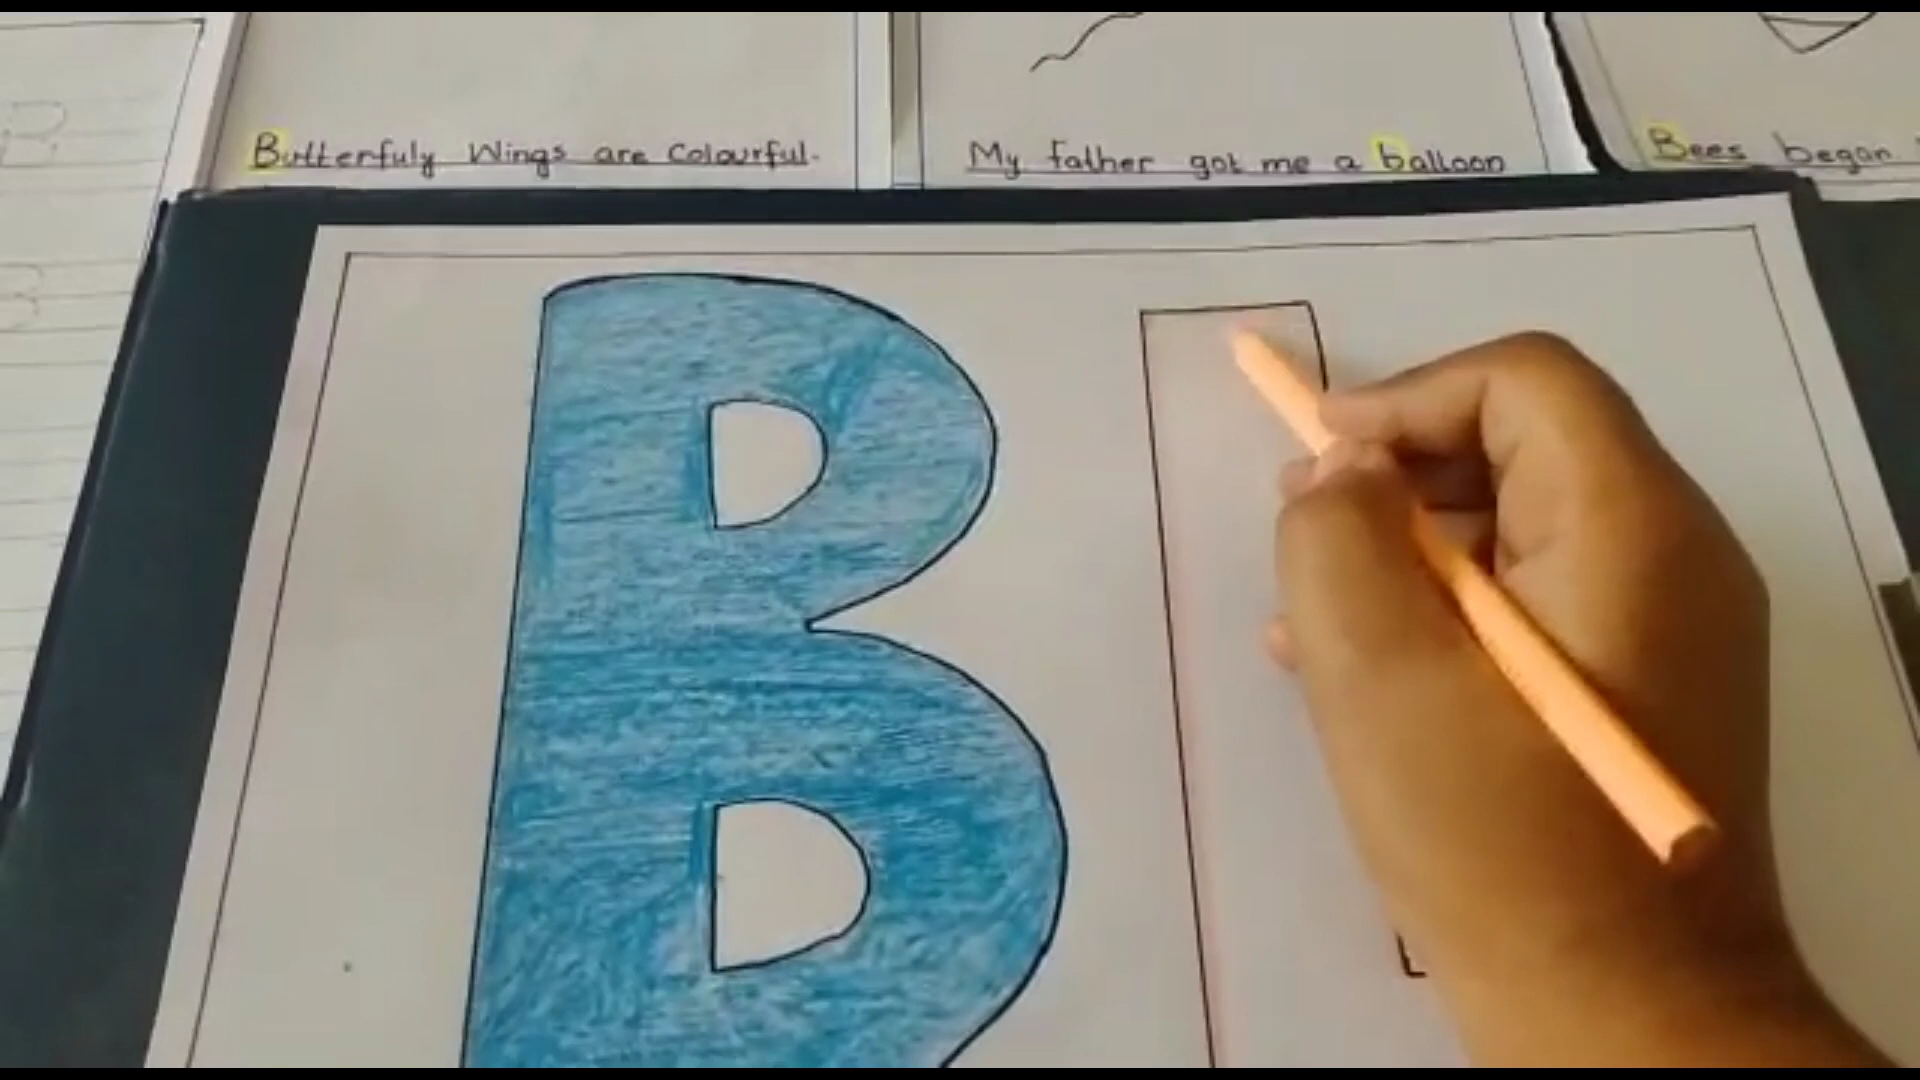 Butterfuly Wings are Colourful.
My father got me a balloon
Bees began
B
B
B